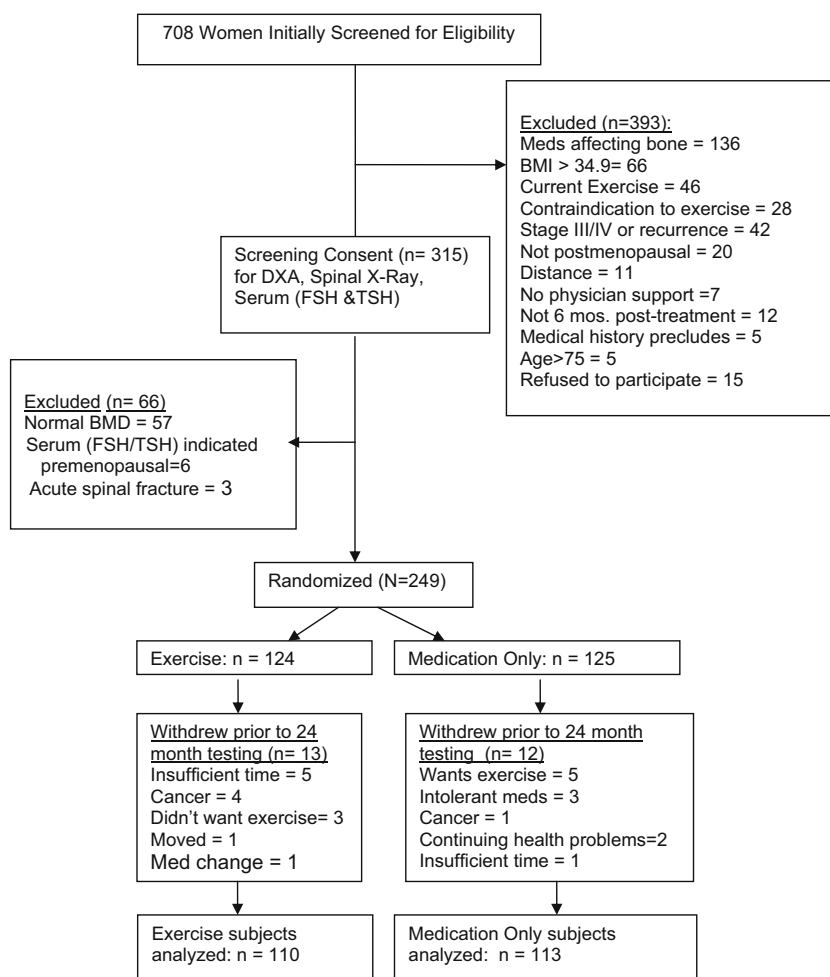 708 Women Initially Screened for Eligibility
Excluded (n=393):
Meds affecting bone = 136
BMI > 34.9= 66
Current Exercise = 46
Contraindication to exercise = 28
Stage III/IV or recurrence = 42
Not postmenopausal = 20
Distance = 11
No physician support =7
Not 6 mos. post-treatment = 12
Medical history precludes = 5
Age>75 = 5
Refused to participate = 15
Screening Consent (n= 315)
for DXA, Spinal X-Ray,
Serum (FSH &TSH)
Excluded (n= 66)
Normal BMD = 57
Serum (FSH/TSH) indicated
premenopausal=6
Acute spinal fracture = 3
Randomized (N=249)
Exercise: n = 124
Medication Only: n = 125
Withdrew prior to 24
month testing (n= 13)
Insufficient time = 5
Cancer = 4
Didn't want exercise= 3
Moved = 1
Med change = 1
Withdrew prior to 24 month
testing (n= 12)
Wants exercise = 5
Intolerant meds = 3
Cancer = 1
Continuing health problems=2
Insufficient time = 1
Exercise subjects
analyzed: n = 110
Medication Only subjects
analyzed: n = 113